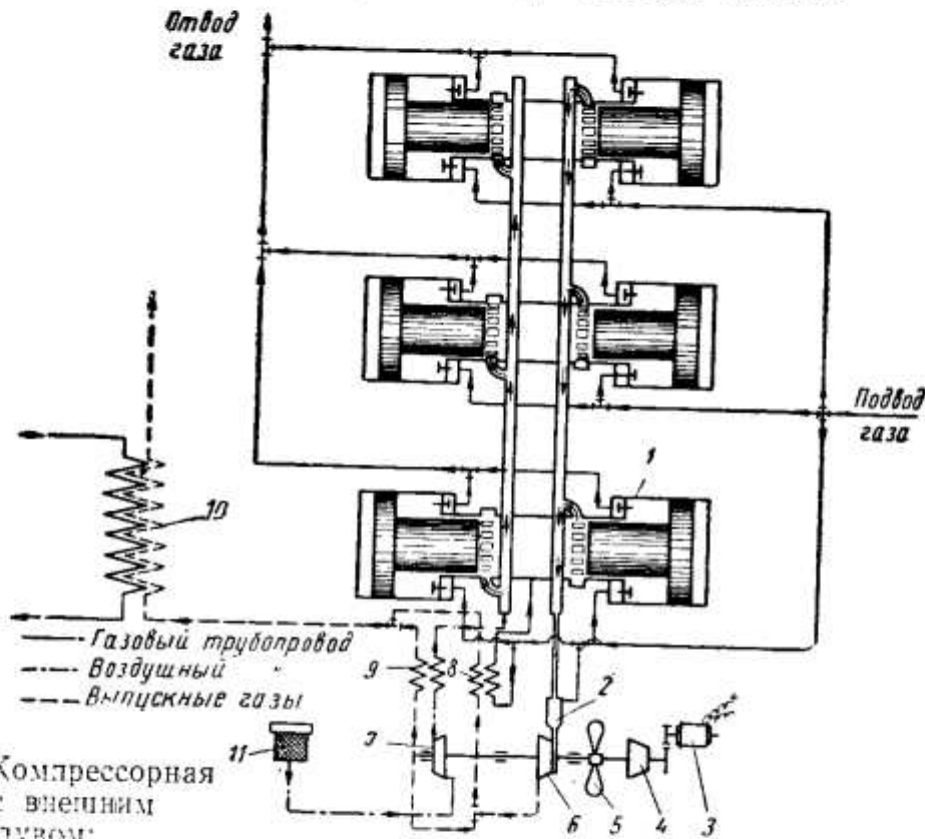 Отвод
газа
Подвод
газа
1
10
Газовый трубопровод
Воздушный "
Выпускные газы
9
8
2
11
6
5
4
3
Компрессорная
с внешним